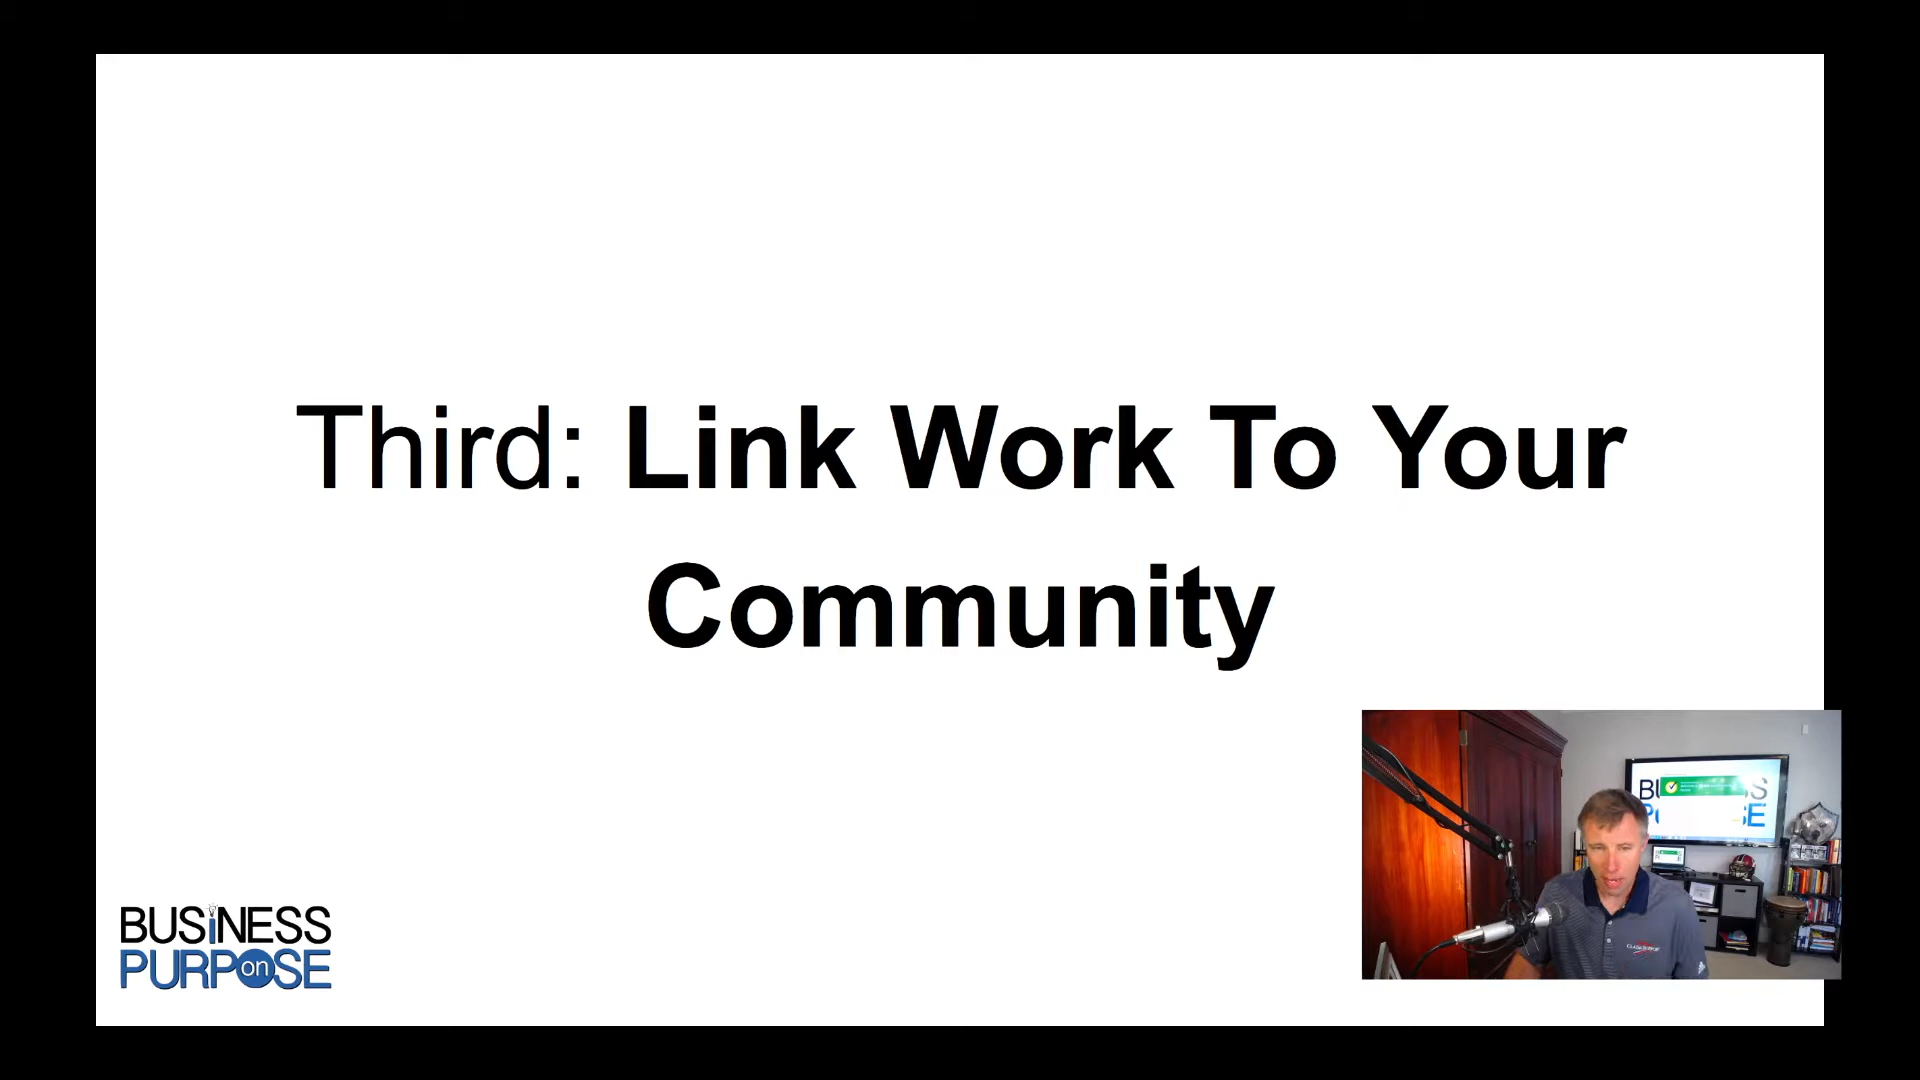 Third: Link Work To Your
Community
BUSiNESS
PURPOSE
on